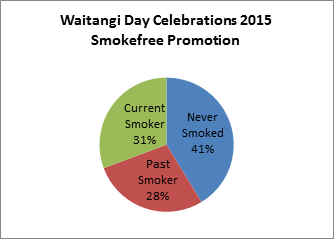 Waitangi Day Celebrations 2015
Smokefree Promotion
Current
Smoker
31%
Never
Smoked
41%
Past
Smoker
28%